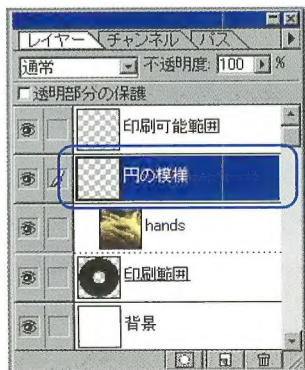 レイヤー チャンネル パス
通常 不透明度: 100 %
透明部分の保護
印刷可能範囲
円の模様
hands
印刷範囲
背景